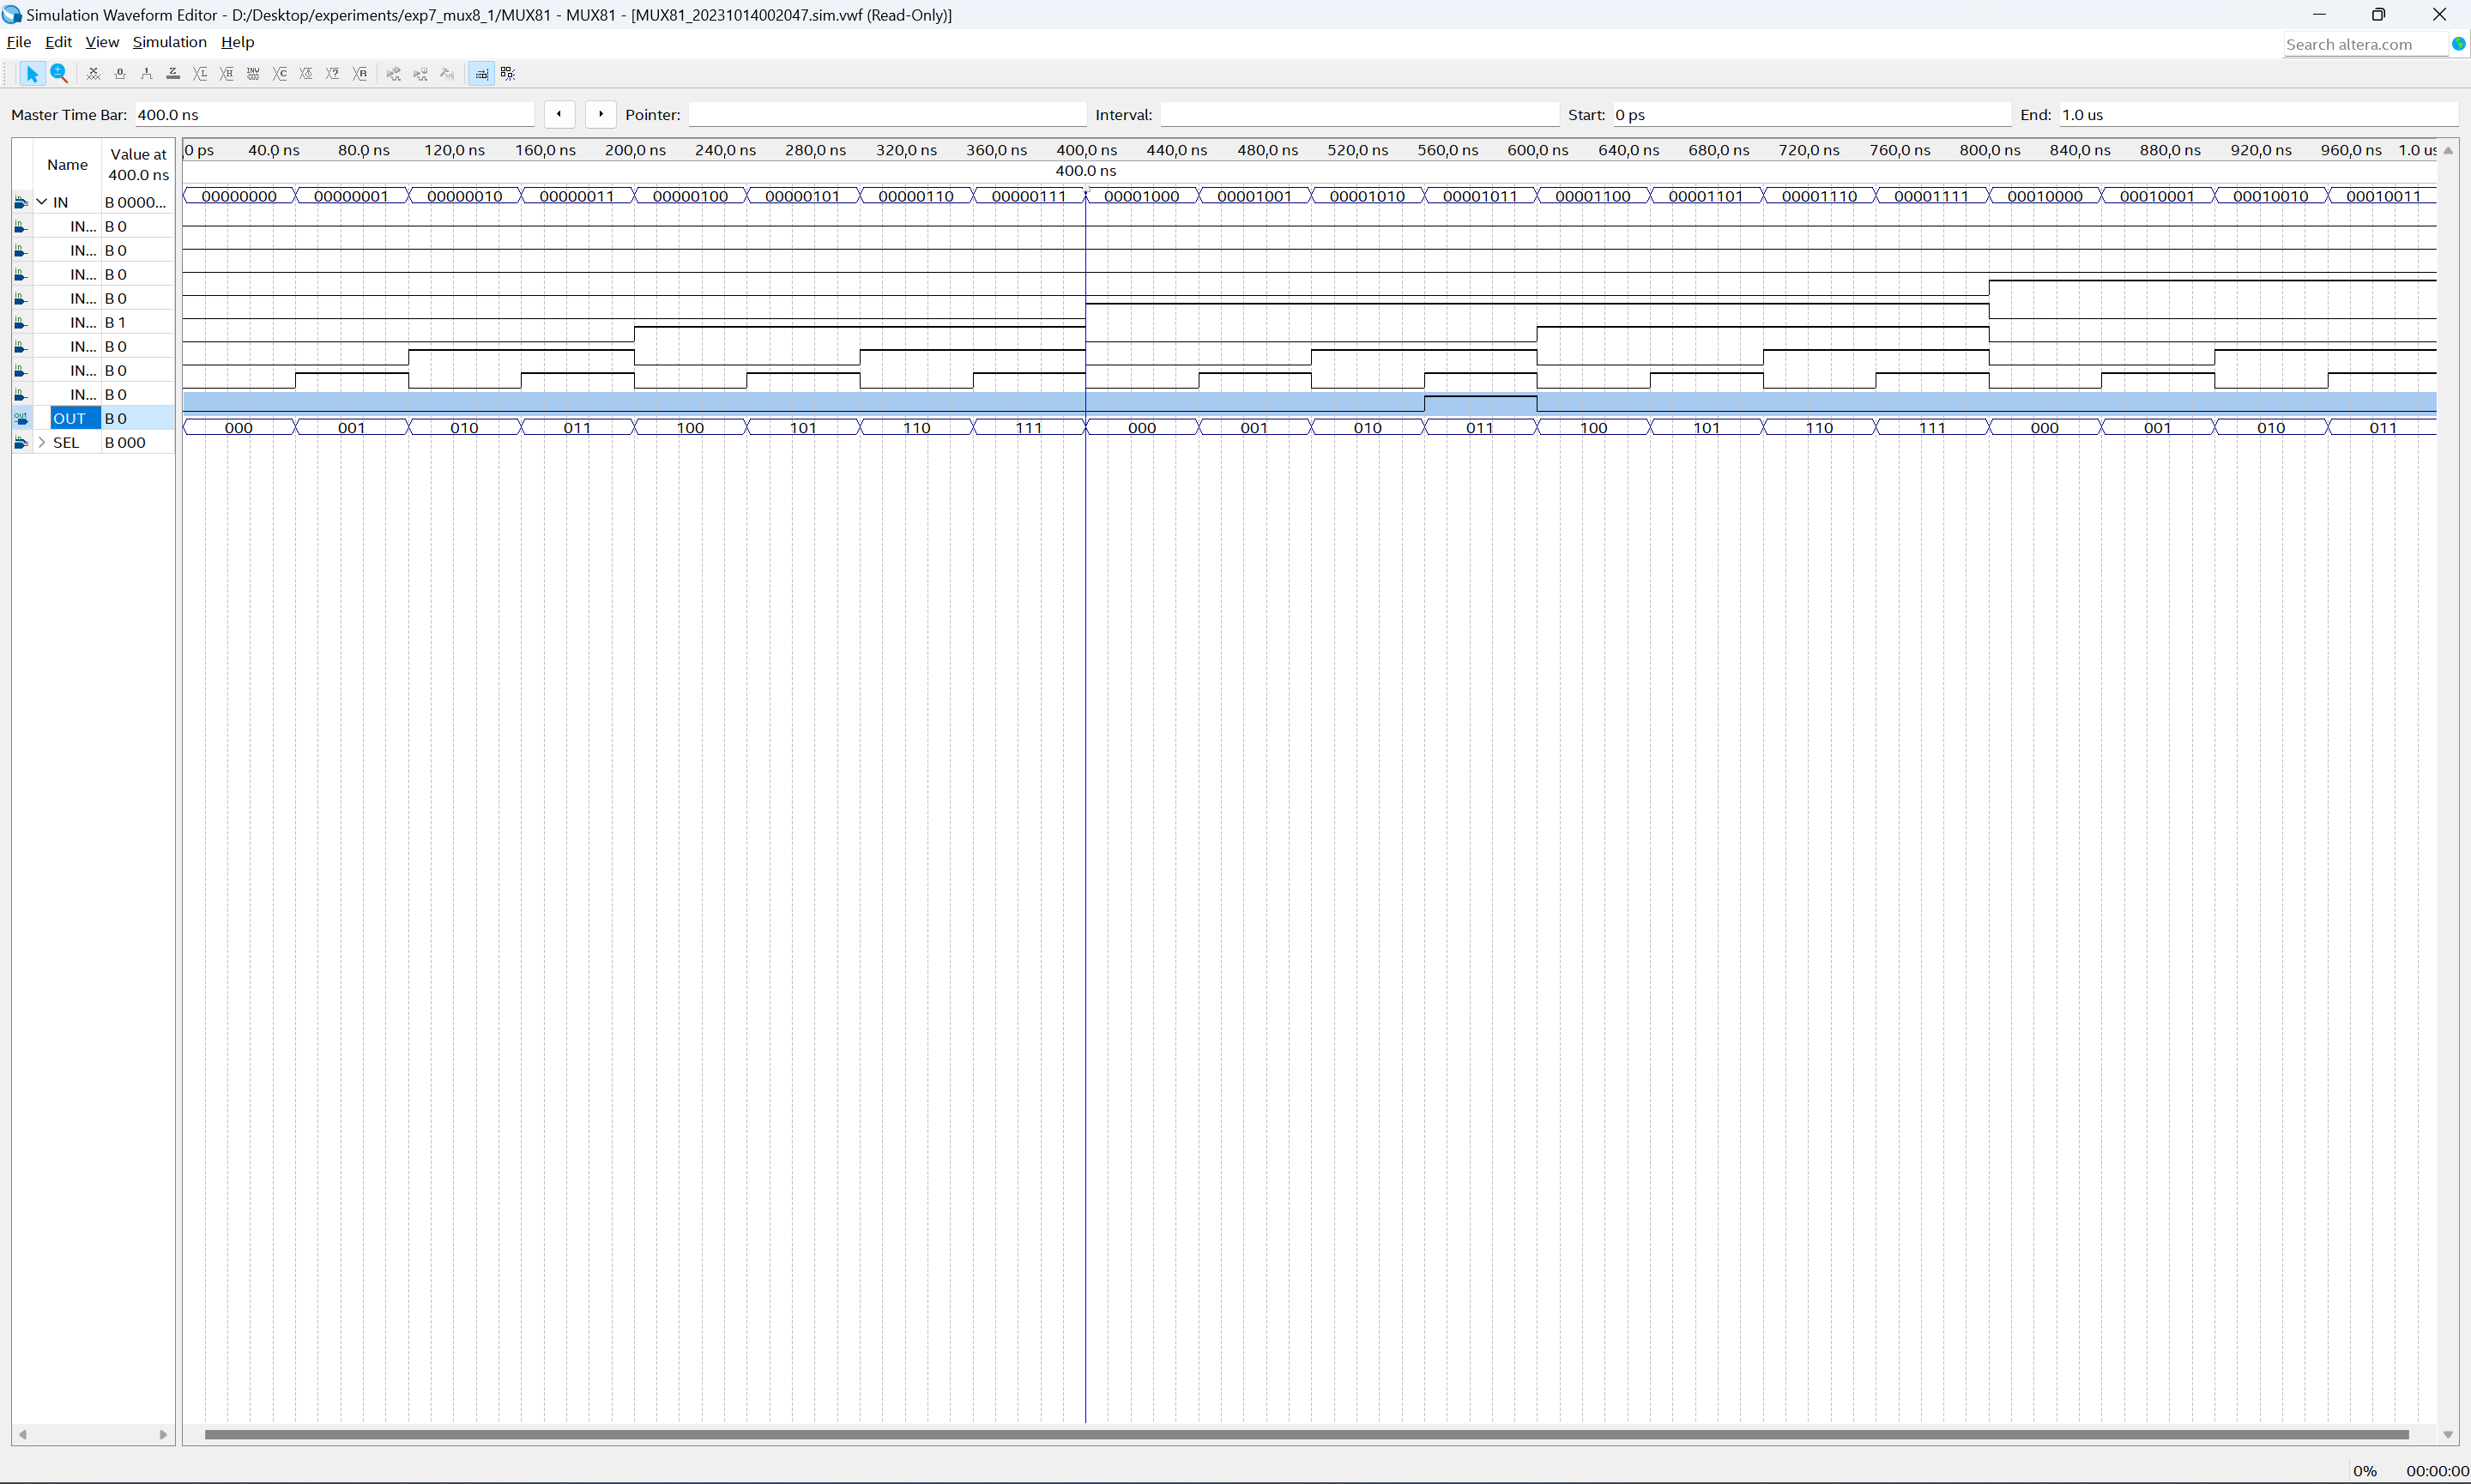 Simulation Waveform Editor - D:/Desktop/experiments/exp7_mux8_1/MUX81 - MUX81 - [MUX81_20231014002047.sim.vwf (Read-Only)]
File Edit View Simulation Help
Search altera.com
Master Time Bar: 400.0 ns Pointer: Interval: Start: 0 ps End: 1.0 us
Name Value at 400.0 ns
0 ps 40.0 ns 80.0 ns 120.0 ns 160.0 ns 200.0 ns 240.0 ns 280.0 ns 320.0 ns 360.0 ns 400.0 ns 440.0 ns 480.0 ns 520.0 ns 560.0 ns 600.0 ns 640.0 ns 680.0 ns 720.0 ns 760.0 ns 800.0 ns 840.0 ns 880.0 ns 920.0 ns 960.0 ns 1.0 us
400.0 ns
IN B 0000... 00000000 00000001 00000010 00000011 00000100 00000101 00000110 00000111 00001000 00001001 00001010 00001011 00001100 00001101 00001110 00001111 00010000 00010001 00010010 00010011
IN... B 0
IN... B 0
IN... B 0
IN... B 0
IN... B 1
IN... B 0
IN... B 0
IN... B 0
OUT B 0
SEL B 000 000 001 010 011 100 101 110 111 000 001 010 011 100 101 110 111 000 001 010 011
0% 00:00:00